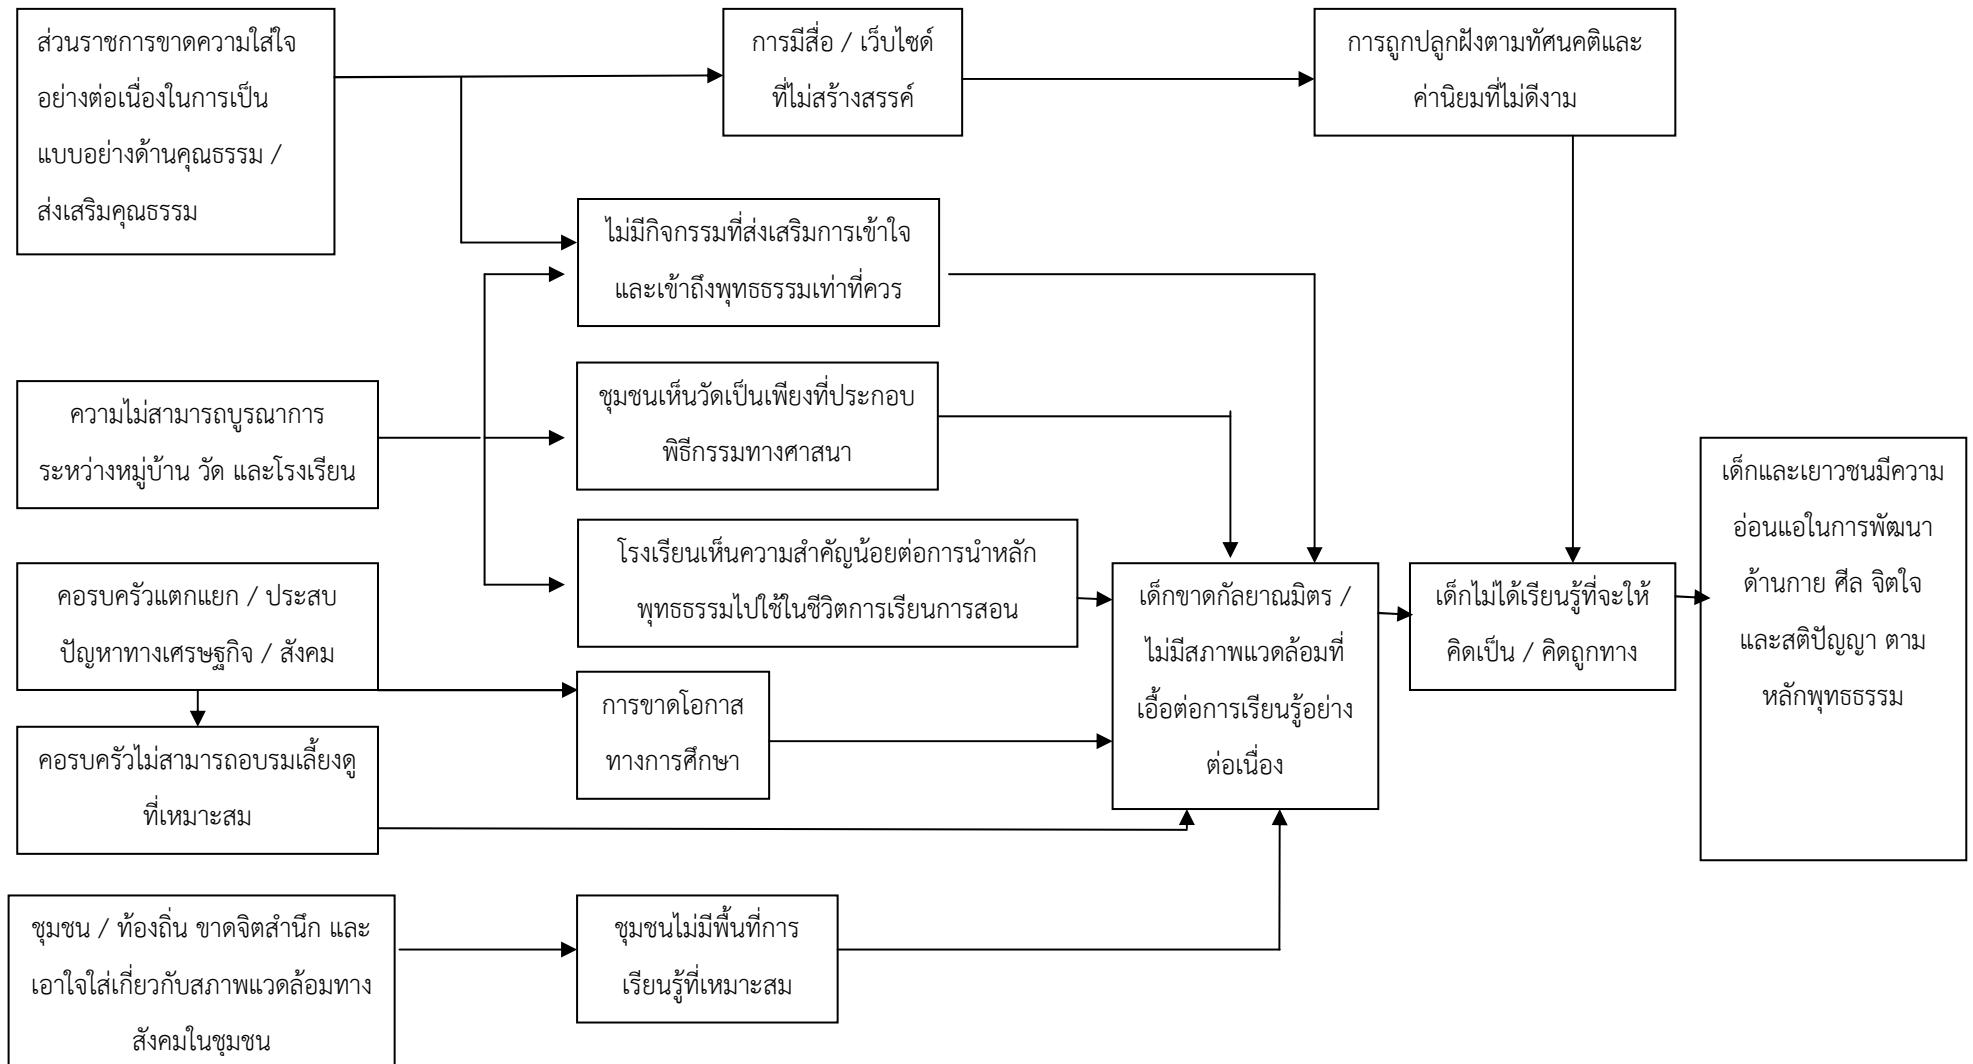 ส่วนราชการขาดความใส่ใจ
อย่างต่อเนื่องในการเป็น
แบบอย่างด้านคุณธรรม /
ส่งเสริมคุณธรรม
การมีสื่อ / เว็บไซด์
ที่ไม่สร้างสรรค์
การถูกปลูกฝังตามทัศนคติและ
ค่านิยมที่ไม่ดีงาม
ไม่มีกิจกรรมที่ส่งเสริมการเข้าใจ
และเข้าถึงพุทธธรรมเท่าที่ควร
ความไม่สามารถบูรณาการ
ระหว่างหมู่บ้าน วัด และโรงเรียน
ชุมชนเห็นวัดเป็นเพียงที่ประกอบ
พิธีกรรมทางศาสนา
โรงเรียนเห็นความสำคัญน้อยต่อการนำหลัก
พุทธธรรมไปใช้ในชีวิตการเรียนการสอน
คอรบครัวแตกแยก / ประสบ
ปัญหาทางเศรษฐกิจ / สังคม
การขาดโอกาส
ทางการศึกษา
คอรบครัวไม่สามารถอบรมเลี้ยงดู
ที่เหมาะสม
ชุมชน / ท้องถิ่น ขาดจิตสำนึก และ
เอาใจใส่เกี่ยวกับสภาพแวดล้อมทาง
สังคมในชุมชน
ชุมชนไม่มีพื้นที่การ
เรียนรู้ที่เหมาะสม
เด็กขาดกัลยาณมิตร /
ไม่มีสภาพแวดล้อมที่
เอื้อต่อการเรียนรู้อย่าง
ต่อเนื่อง
เด็กไม่ได้เรียนรู้ที่จะให้
คิดเป็น / คิดถูกทาง
เด็กและเยาวชนมีความ
อ่อนแอในการพัฒนา
ด้านกาย ศีล จิตใจ
และสติปัญญา ตาม
หลักพุทธธรรม